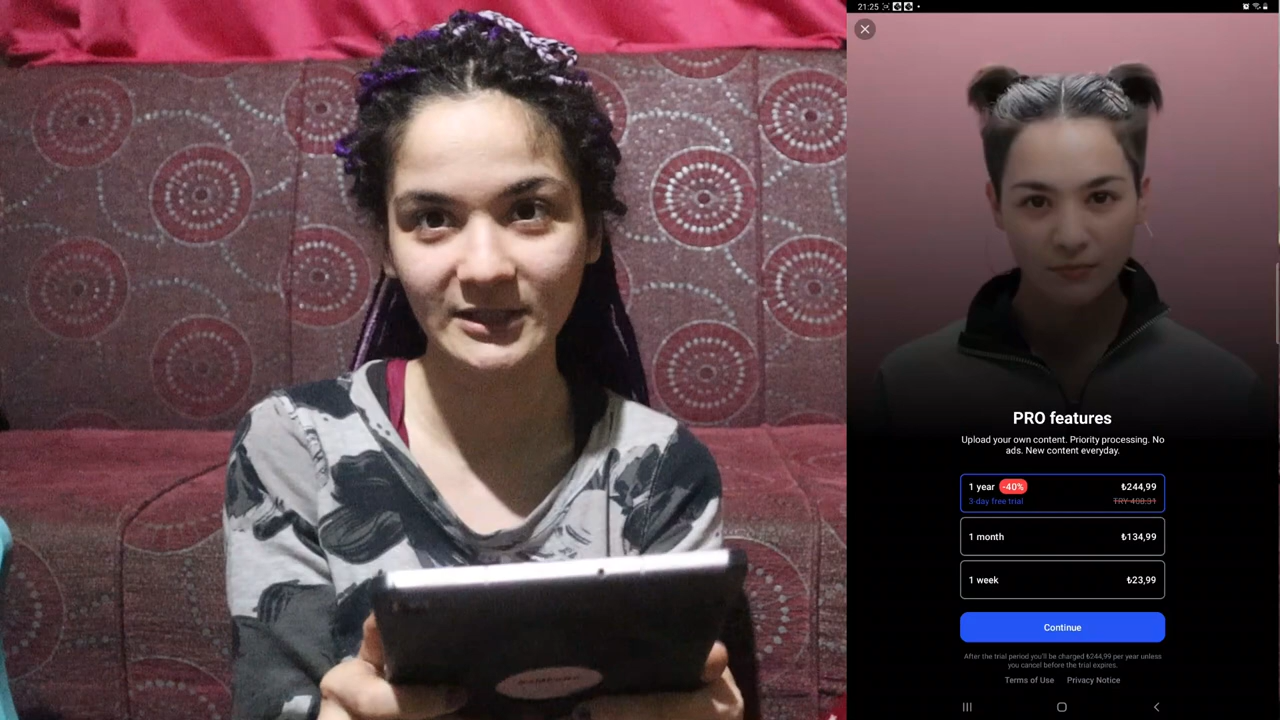 21:25
PRO features
Upload your own content. Priority processing. No
ads. New content everyday.
1 year -40% ₺244,99
3-day free trial TRY 408.31
1 month ₺134,99
1 week ₺23,99
Continue
After the trial period you'll be charged ₺244,99 per year unless
you cancel before the trial expires.
Terms of Use Privacy Notice